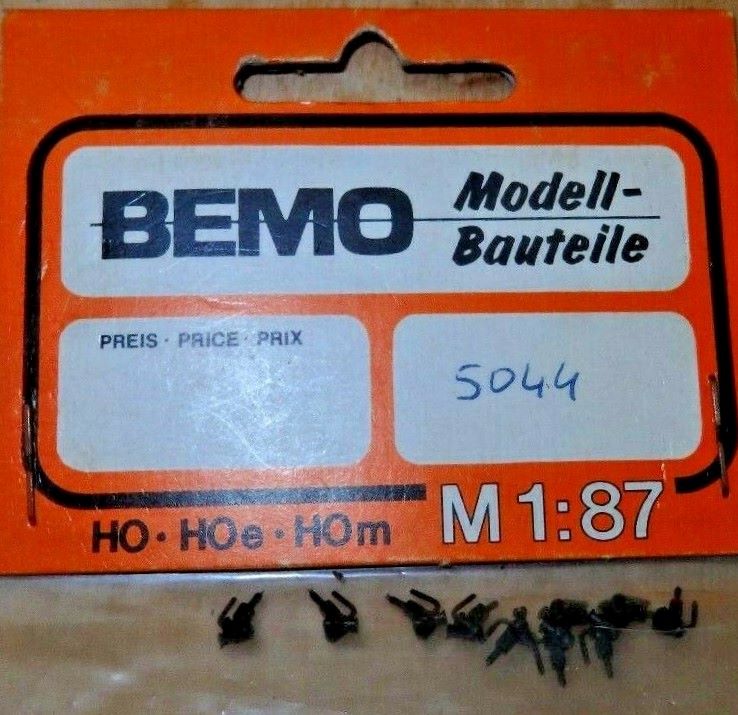 BEMO
Modell-
Bauteile
PREIS · PRICE · PRIX
5044
HO · HOe · HOm
M 1:87